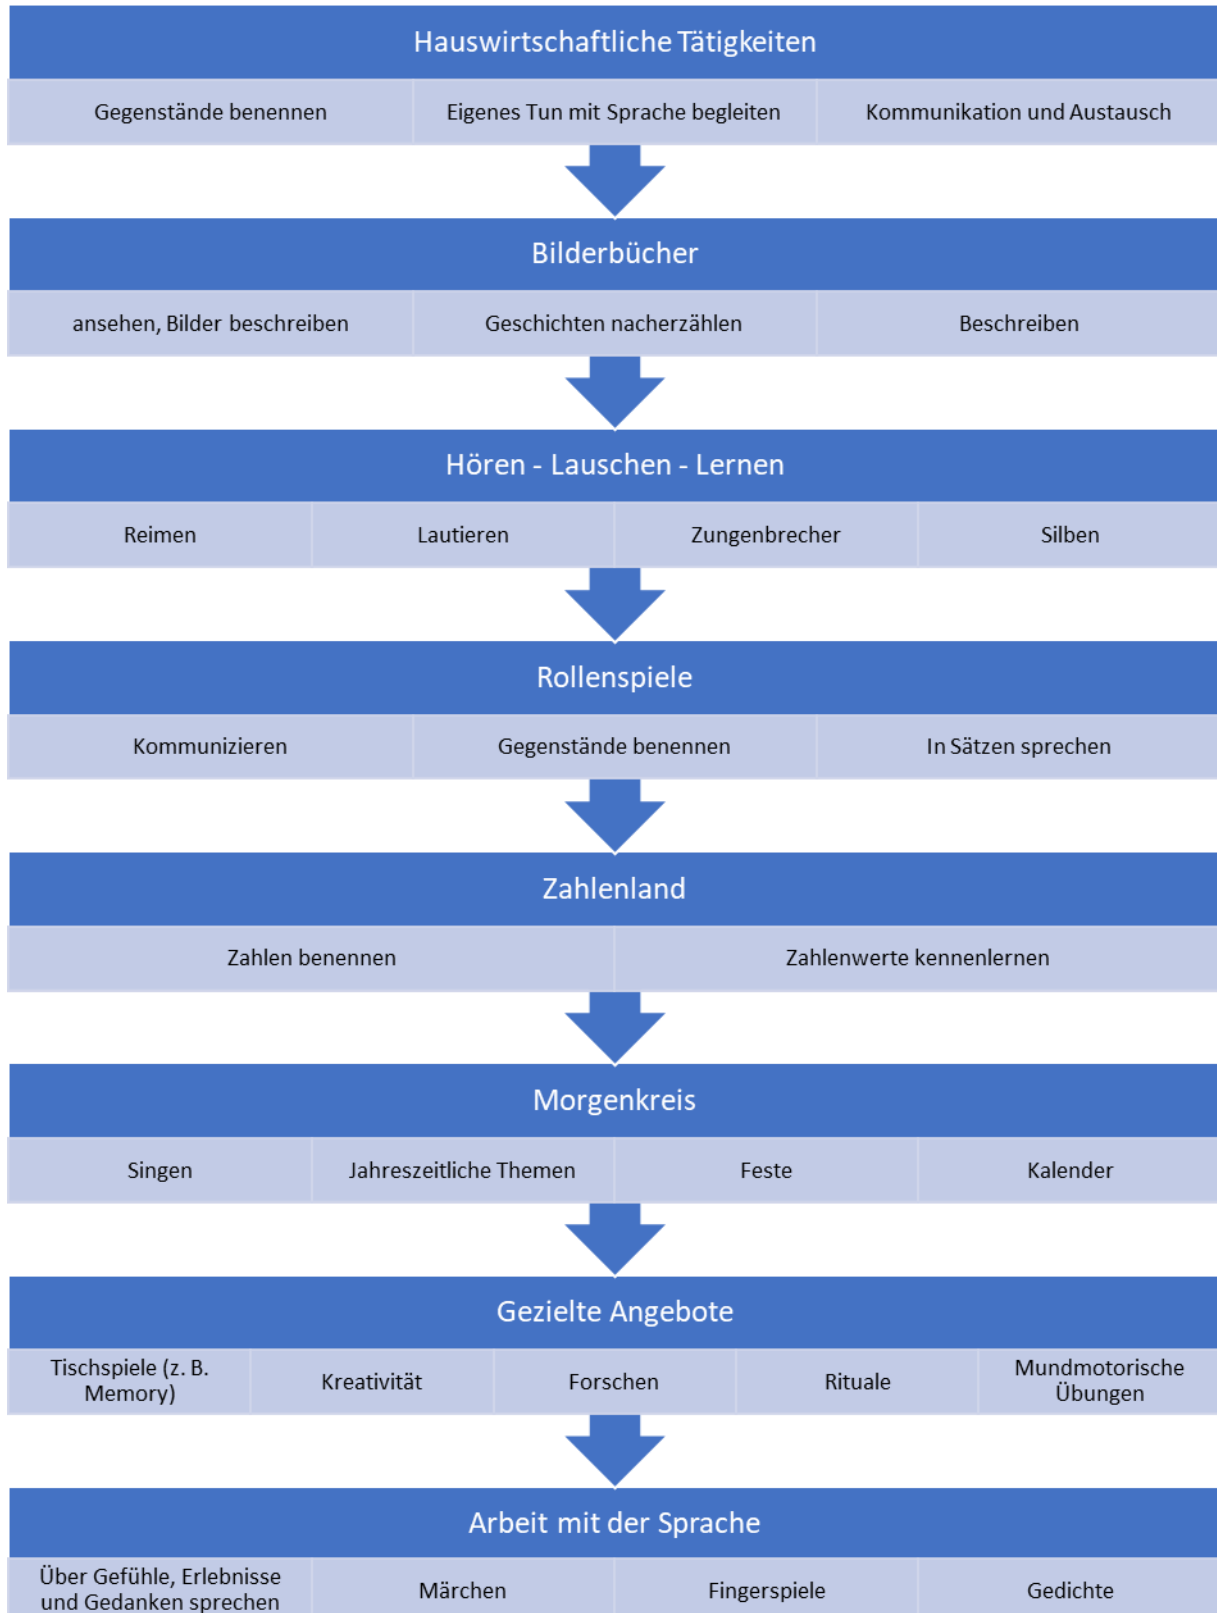 Hauswirtschaftliche Tätigkeiten
Gegenstände benennen
Eigenes Tun mit Sprache begleiten
Kommunikation und Austausch
Bilderbücher
ansehen, Bilder beschreiben
Geschichten nacherzählen
Beschreiben
Hören - Lauschen - Lernen
Reimen
Lautieren
Zungenbrecher
Silben
Rollenspiele
Kommunizieren
Gegenstände benennen
In Sätzen sprechen
Zahlenland
Zahlen benennen
Zahlenwerte kennenlernen
Morgenkreis
Singen
Jahreszeitliche Themen
Feste
Kalender
Gezielte Angebote
Tischspiele (z. B.
Memory)
Kreativität
Forschen
Rituale
Mundmotorische
Übungen
Arbeit mit der Sprache
Über Gefühle, Erlebnisse
und Gedanken sprechen
Märchen
Fingerspiele
Gedichte